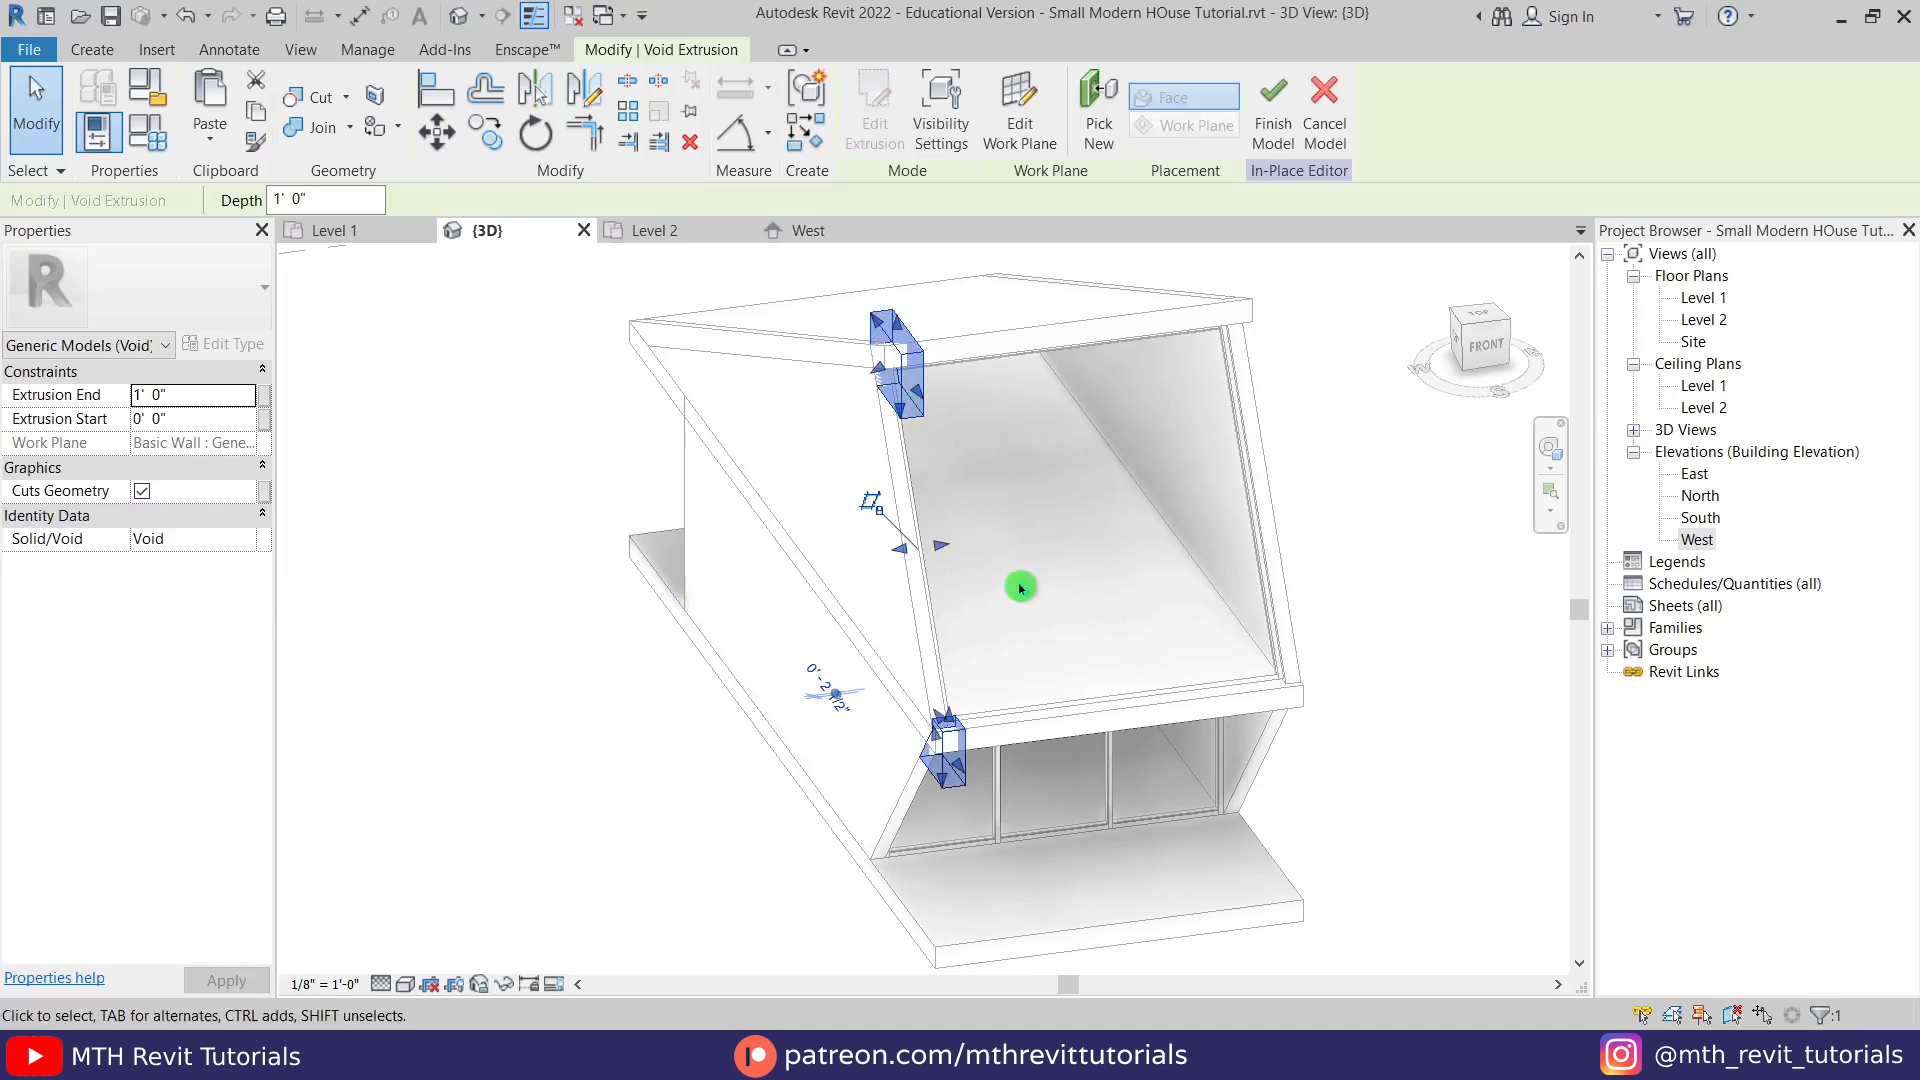 Autodesk Revit 2022 - Educational Version - Small Modern HOuse Tutorial.rvt - 3D View: {3D}
Sign In
File Create Insert Annotate View Manage Add-Ins Enscape™ Modify | Void Extrusion
Modify
Paste
Cut
Join
Edit Extrusion
Visibility Settings
Edit Work Plane
Pick New
Face
Work Plane
Finish Model
Cancel Model
Select Properties Clipboard Geometry Modify Measure Create Mode Work Plane Placement In-Place Editor
Modify | Void Extrusion Depth 1' 0"
Properties
Level 1 {3D} Level 2 West
Project Browser - Small Modern HOuse Tut...
R
Generic Models (Void) Edit Type
Constraints
Extrusion End 1' 0"
Extrusion Start 0' 0"
Work Plane Basic Wall : Gene...
Graphics
Cuts Geometry
Identity Data
Solid/Void Void
0' - 2 1/2"
TOP
FRONT
W
S
Views (all)
Floor Plans
Level 1
Level 2
Site
Ceiling Plans
Level 1
Level 2
3D Views
Elevations (Building Elevation)
East
North
South
West
Legends
Schedules/Quantities (all)
Sheets (all)
Families
Groups
Revit Links
Properties help Apply
1/8" = 1'-0"
Click to select, TAB for alternates, CTRL adds, SHIFT unselects.
:1
MTH Revit Tutorials
patreon.com/mthrevittutorials
@mth_revit_tutorials